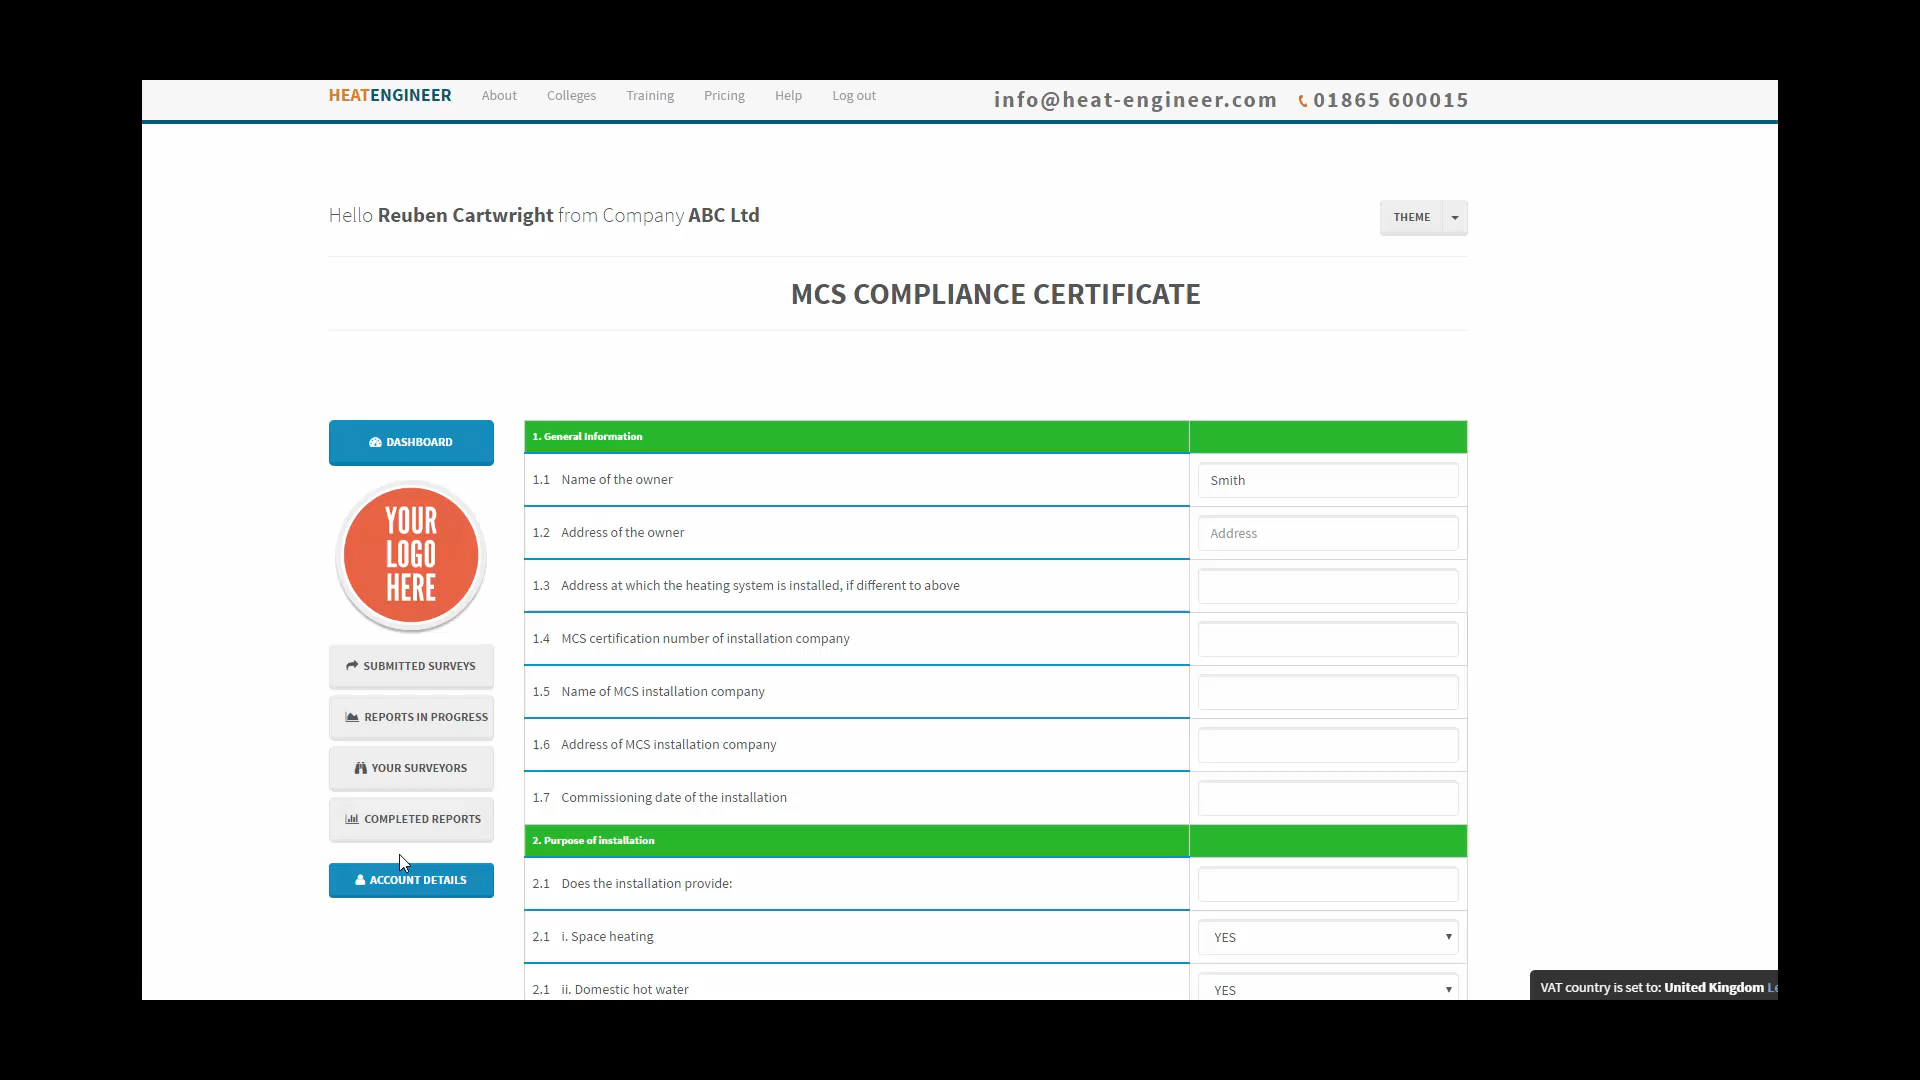 HEATENGINEER About Colleges Training Pricing Help Log out info@heat-engineer.com 01865 600015
Hello Reuben Cartwright from Company ABC Ltd THEME
MCS COMPLIANCE CERTIFICATE
DASHBOARD
YOUR
LOGO
HERE
SUBMITTED SURVEYS
REPORTS IN PROGRESS
YOUR SURVEYORS
COMPLETED REPORTS
ACCOUNT DETAILS
1. General Information
1.1 Name of the owner Smith
1.2 Address of the owner Address
1.3 Address at which the heating system is installed, if different to above
1.4 MCS certification number of installation company
1.5 Name of MCS installation company
1.6 Address of MCS installation company
1.7 Commissioning date of the installation
2. Purpose of installation
2.1 Does the installation provide:
2.1 i. Space heating YES
2.1 ii. Domestic hot water YES
VAT country is set to: United Kingdom